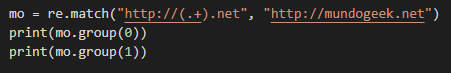 mo = re.match("http://(.+).net", "http://mundogeek.net")
print(mo.group(0))
print(mo.group(1))